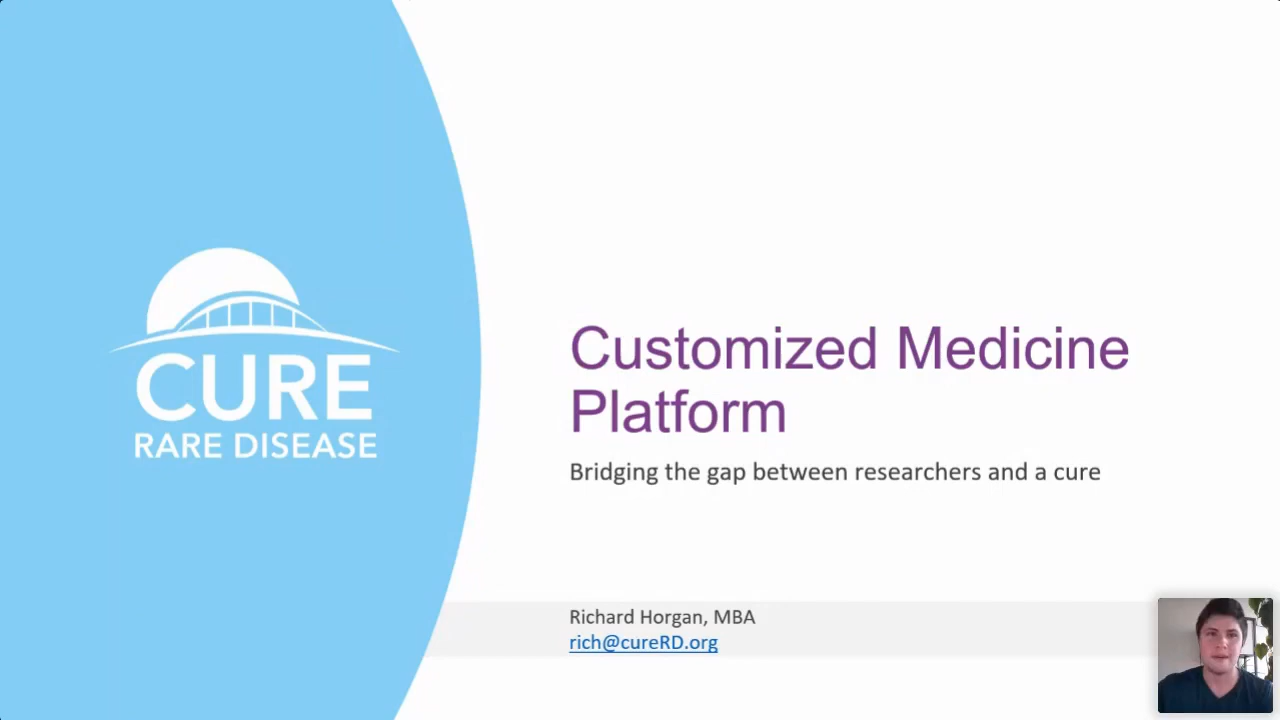 CURE
RARE DISEASE
Customized Medicine
Platform
Bridging the gap between researchers and a cure
Richard Horgan, MBA
rich@cureRD.org